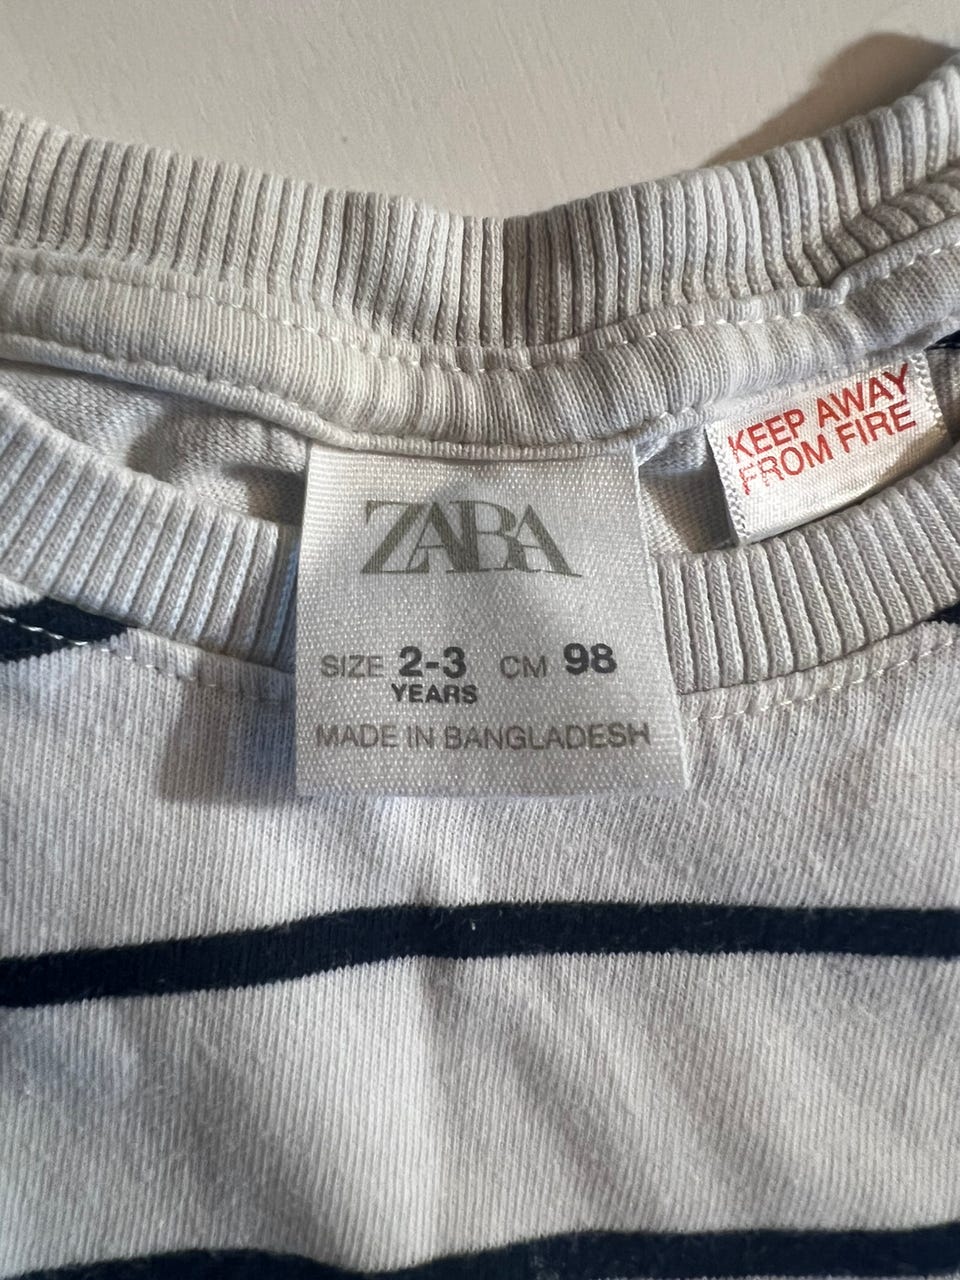 ZARA
SIZE 2-3 CM 98
YEARS
MADE IN BANGLADESH
KEEP AWAY
FROM FIRE